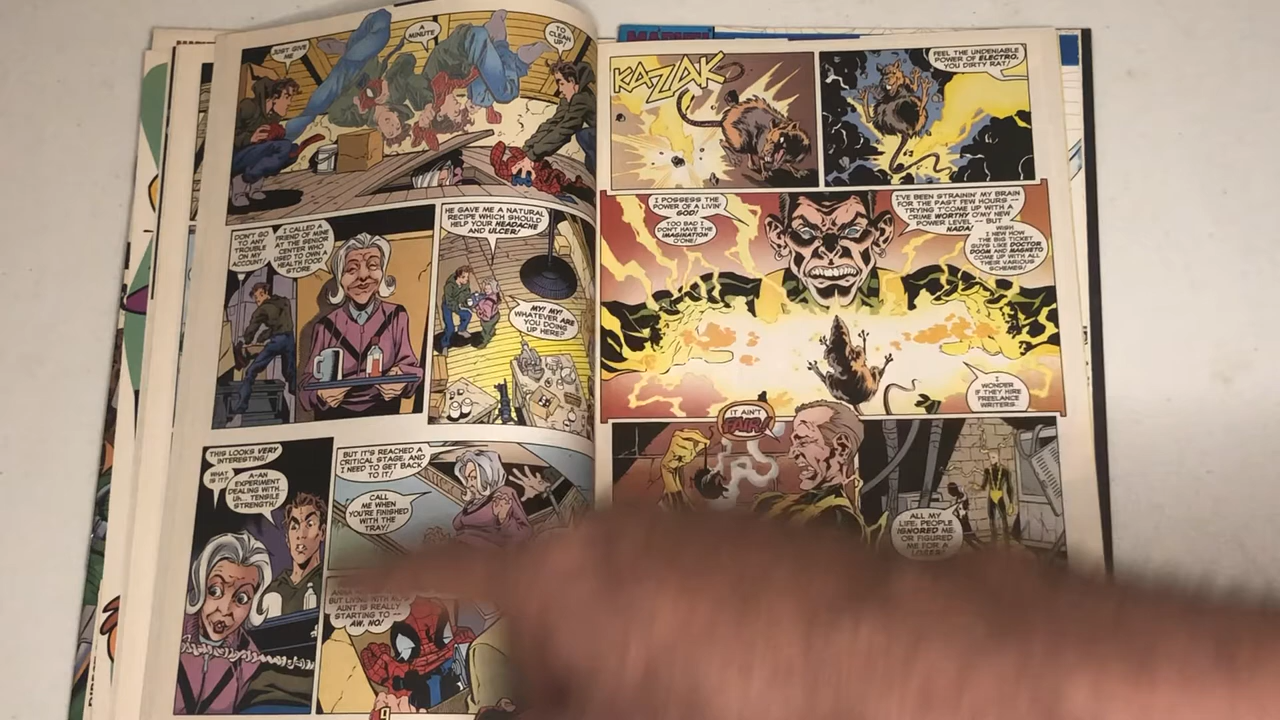 MARVEL
JUST GIVE
ME
A
MINUTE
TO
CLEAN
UP!
DON'T GO
TO ANY
TROUBLE
ON MY
ACCOUNT!
I CALLED A
FRIEND OF MINE
AT THE SENIOR
CENTER WHO
USED TO OWN A
HEALTH FOOD
STORE.
HE GAVE ME A NATURAL
RECIPE WHICH SHOULD
HELP YOUR HEADACHE
AND ULCER!
MY! MY!
WHATEVER ARE
YOU DOING
UP HERE?
THIS LOOKS VERY
INTERESTING!
WHAT
IS IT?
A-AN
EXPERIMENT
DEALING WITH...
UH... TENSILE
STRENGTH!
BUT IT'S REACHED A
CRITICAL STAGE, AND
I NEED TO GET BACK
TO IT!
CALL
ME WHEN
YOU'RE FINISHED
WITH THE
TRAY!
BUT LIVING WITH
AUNT IS REALLY
STARTING TO --
AW, NO!
9
KAZAK
FEEL THE UNDENIABLE
POWER OF ELECTRO,
YOU DIRTY RAT!
I POSSESS THE
POWER OF A LIVIN'
GOD!
TOO BAD I
DON'T HAVE THE
IMAGINATION
O'ONE!
I'VE BEEN STRAININ' MY BRAIN
FOR THE PAST FEW HOURS --
TRYING T'COME UP WITH A
CRIME WORTHY O'MY NEW
POWER LEVEL -- BUT
NADA!
WISH
I NEW HOW
THE BIG TICKET
GUYS LIKE DOCTOR
DOOM AND MAGNETO
COME UP WITH ALL
THEIR VARIOUS
SCHEMES!
I
WONDER
IF THEY HIRE
FREELANCE
WRITERS.
IT AIN'T
FAIR!
ALL MY
LIFE, PEOPLE
IGNORED ME,
OR FIGURED
ME FOR A
LOSER!